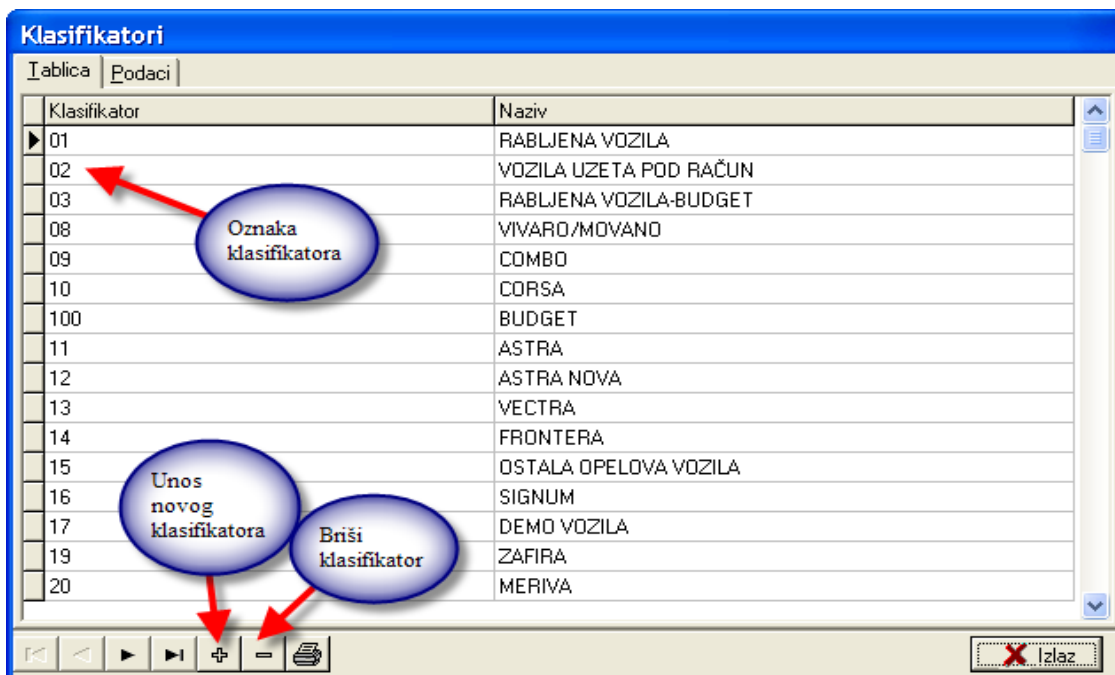 Klasifikatori
Tablica Podaci
Klasifikator Naziv
01 RABLJENA VOZILA
02 VOZILA UZETA POD RAČUN
03 RABLJENA VOZILA-BUDGET
08 VIVARO/MOVANO
09 COMBO
10 CORSA
100 BUDGET
11 ASTRA
12 ASTRA NOVA
13 VECTRA
14 FRONTERA
15 OSTALA OPELOVA VOZILA
16 SIGNUM
17 DEMO VOZILA
19 ZAFIRA
20 MERIVA
Oznaka
klasifikatora
Unos
novog
klasifikatora
Briši
klasifikator
Izlaz